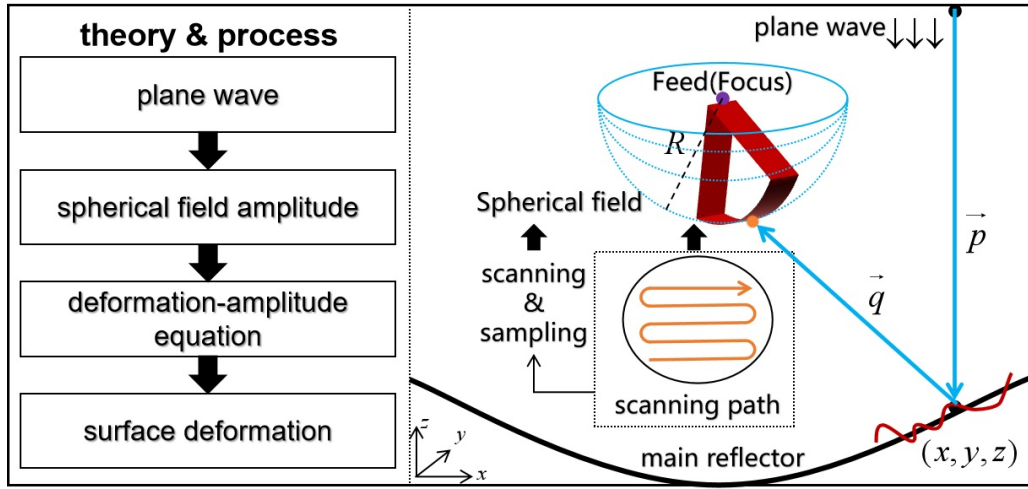 theory & process
plane wave
spherical field amplitude
deformation-amplitude
equation
surface deformation
plane wave↓↓↓
Feed(Focus)
R
Spherical field
scanning
&
sampling
scanning path
p
q
(x, y, z)
main reflector
z
y
x